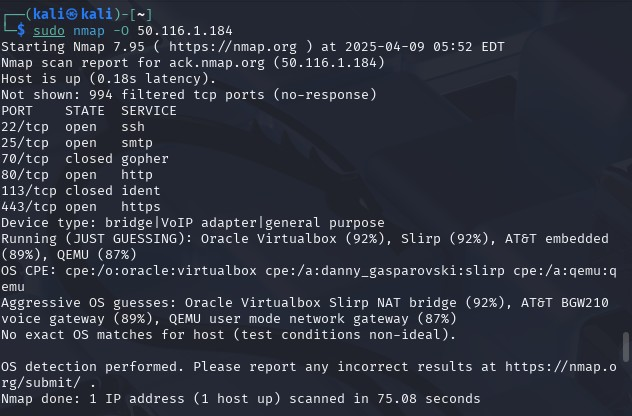 ┌──(kali㉿kali)-[~]
└─$ sudo nmap -O 50.116.1.184
Starting Nmap 7.95 ( https://nmap.org ) at 2025-04-09 05:52 EDT
Nmap scan report for ack.nmap.org (50.116.1.184)
Host is up (0.18s latency).
Not shown: 994 filtered tcp ports (no-response)
PORT    STATE  SERVICE
22/tcp  open   ssh
25/tcp  open   smtp
70/tcp  closed gopher
80/tcp  open   http
113/tcp closed ident
443/tcp open   https
Device type: bridge|VoIP adapter|general purpose
Running (JUST GUESSING): Oracle Virtualbox (92%), Slirp (92%), AT&T embedded
(89%), QEMU (87%)
OS CPE: cpe:/o:oracle:virtualbox cpe:/a:danny_gasparovski:slirp cpe:/a:qemu:q
emu
Aggressive OS guesses: Oracle Virtualbox Slirp NAT bridge (92%), AT&T BGW210
voice gateway (89%), QEMU user mode network gateway (87%)
No exact OS matches for host (test conditions non-ideal).

OS detection performed. Please report any incorrect results at https://nmap.o
rg/submit/ .
Nmap done: 1 IP address (1 host up) scanned in 75.08 seconds